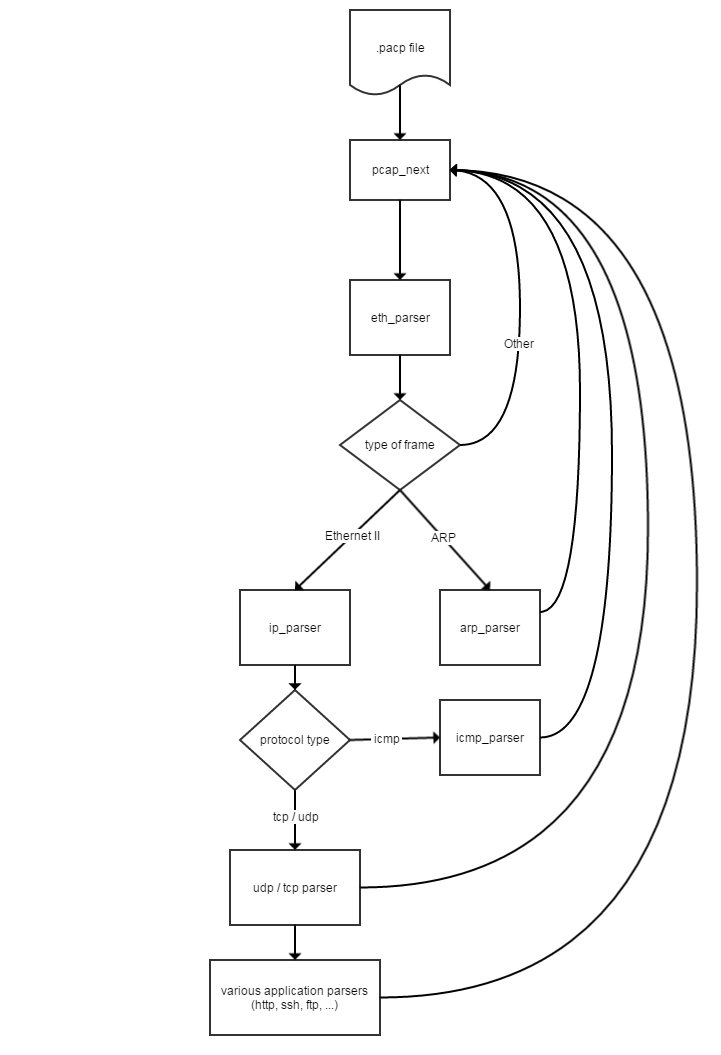 .pacp file
pcap_next
eth_parser
Other
type of frame
Ethernet II
ARP
ip_parser
arp_parser
protocol type
icmp
icmp_parser
tcp / udp
udp / tcp parser
various application parsers
(http, ssh, ftp, ...)